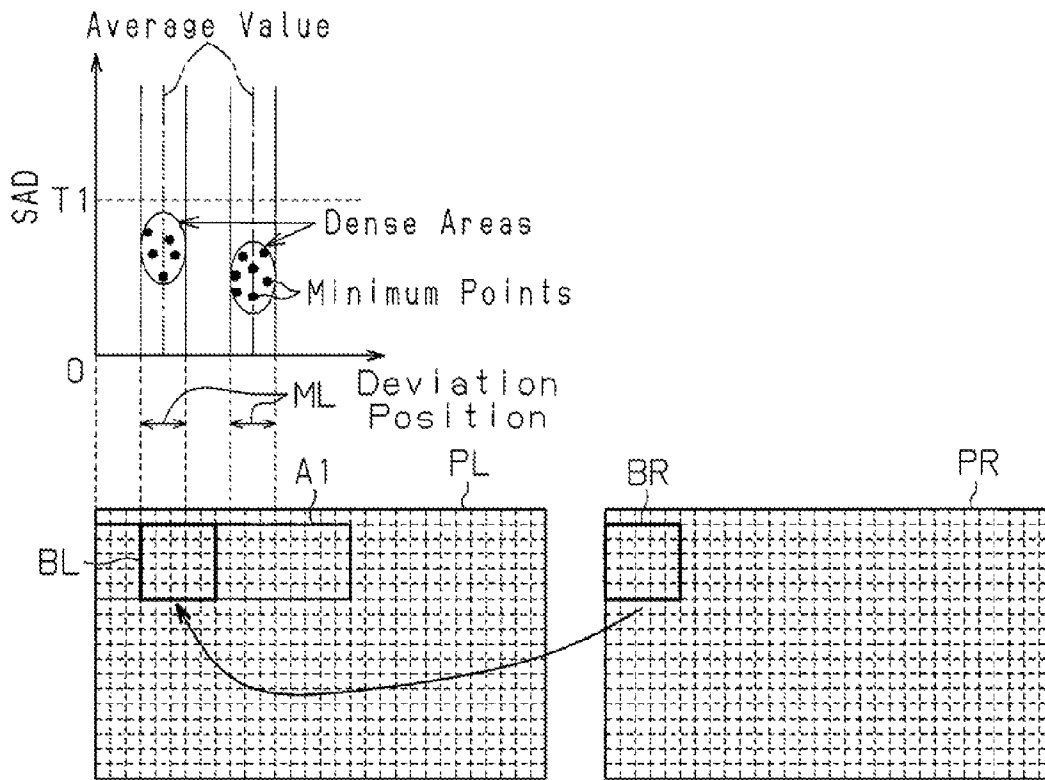 Average Value
SAD
T1
Dense Areas
Minimum Points
0
Deviation
Position
ML
A1
PL
BR
PR
BL